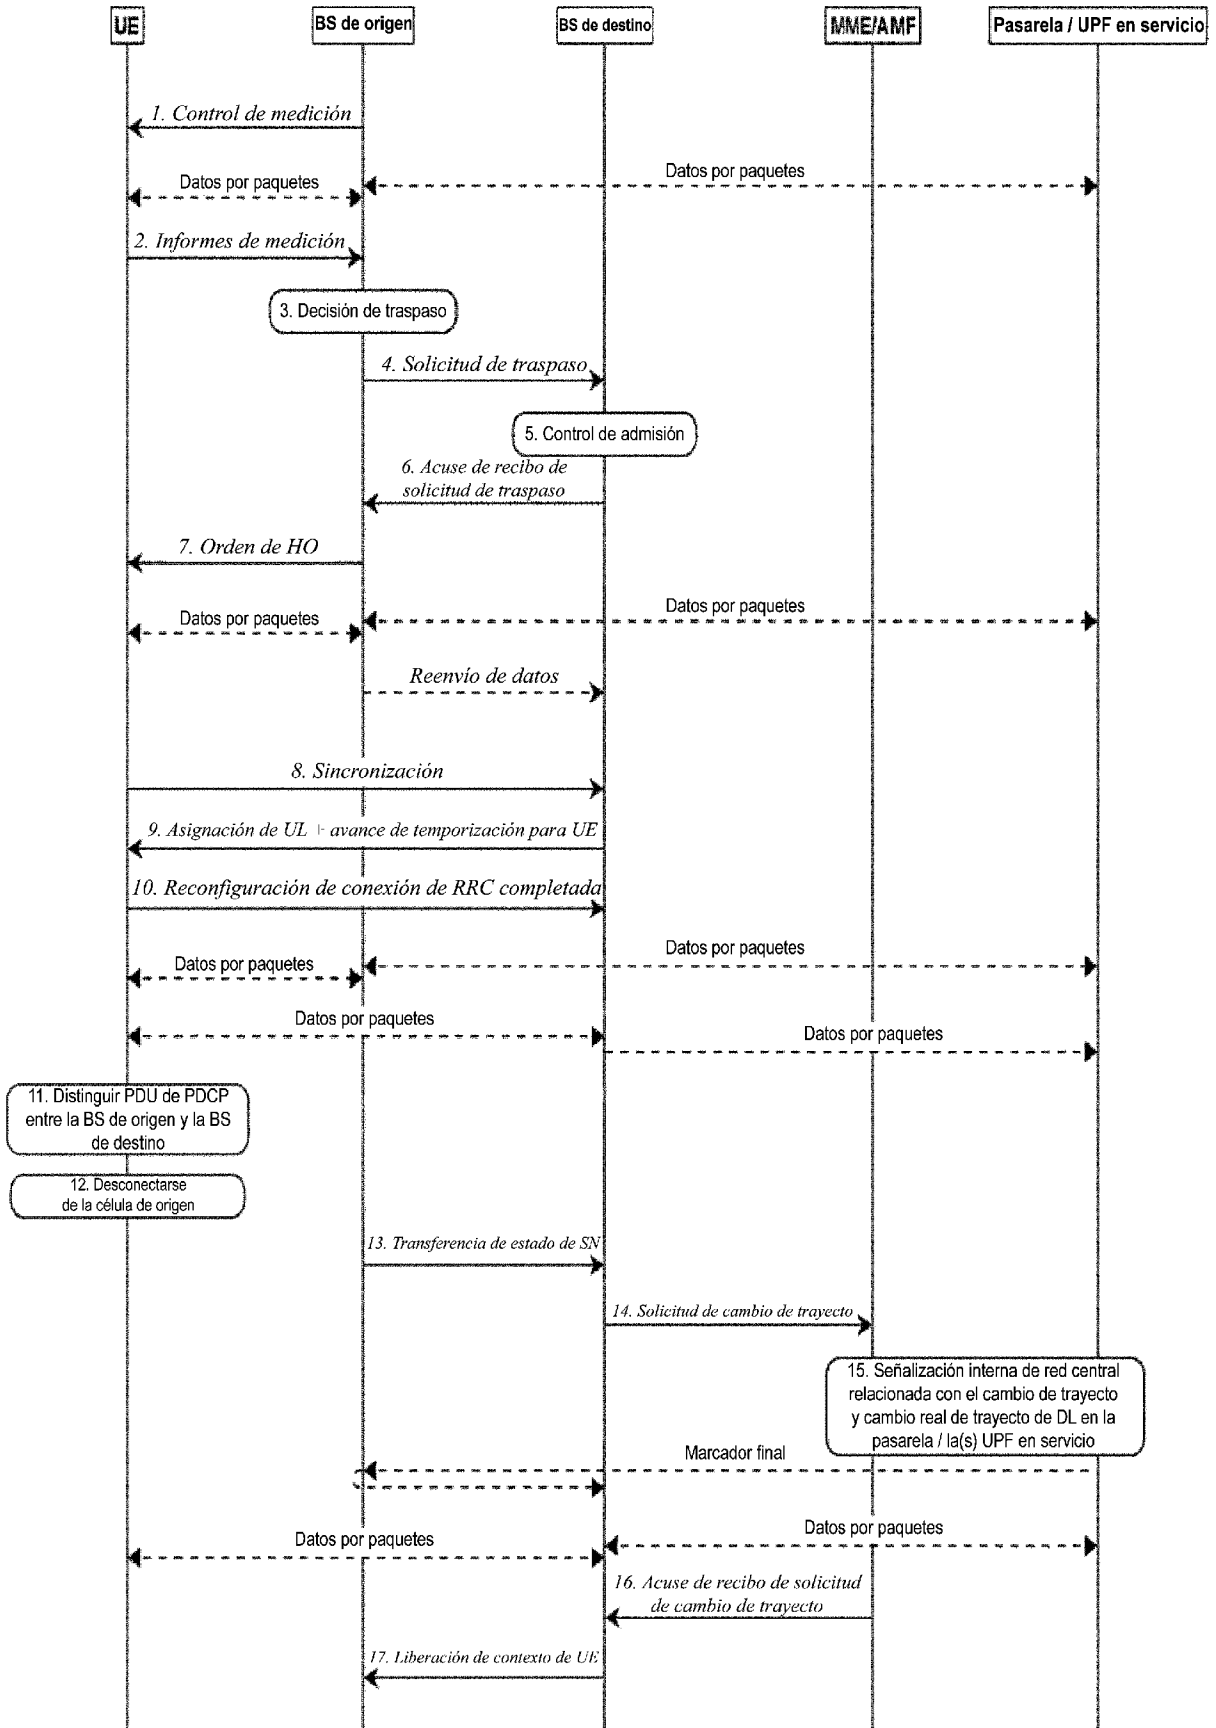 UE
BS de origen
BS de destino
MME/AMF
Pasarela / UPF en servicio
1. Control de medición
Datos por paquetes
Datos por paquetes
2. Informes de medición
3. Decisión de traspaso
4. Solicitud de traspaso
5. Control de admisión
6. Acuse de recibo de
solicitud de traspaso
7. Orden de HO
Datos por paquetes
Datos por paquetes
Reenvío de datos
8. Sincronización
9. Asignación de UL + avance de temporización para UE
10. Reconfiguración de conexión de RRC completada
Datos por paquetes
Datos por paquetes
Datos por paquetes
Datos por paquetes
11. Distinguir PDU de PDCP
entre la BS de origen y la BS
de destino
12. Desconectarse
de la célula de origen
13. Transferencia de estado de SN
14. Solicitud de cambio de trayecto
15. Señalización interna de red central
relacionada con el cambio de trayecto
y cambio real de trayecto de DL en la
pasarela / la(s) UPF en servicio
Marcador final
Datos por paquetes
Datos por paquetes
16. Acuse de recibo de solicitud
de cambio de trayecto
17. Liberación de contexto de UE